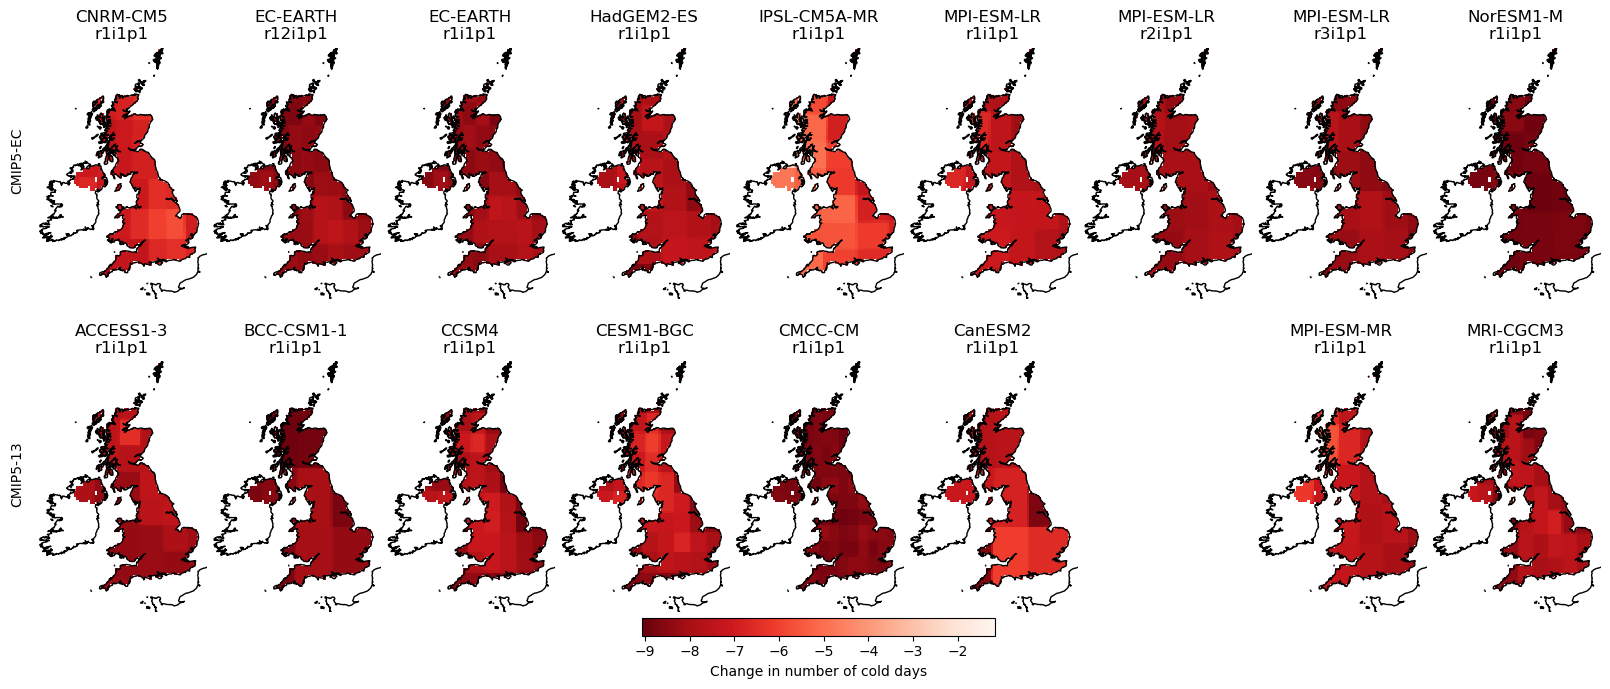 CNRM-CM5
r1i1p1
EC-EARTH
r12i1p1
EC-EARTH
r1i1p1
HadGEM2-ES
r1i1p1
IPSL-CM5A-MR
r1i1p1
MPI-ESM-LR
r1i1p1
MPI-ESM-LR
r2i1p1
MPI-ESM-LR
r3i1p1
NorESM1-M
r1i1p1
CMIP5-EC
ACCESS1-3
r1i1p1
BCC-CSM1-1
r1i1p1
CCSM4
r1i1p1
CESM1-BGC
r1i1p1
CMCC-CM
r1i1p1
CanESM2
r1i1p1
MPI-ESM-MR
r1i1p1
MRI-CGCM3
r1i1p1
CMIP5-13
−9 −8 −7 −6 −5 −4 −3 −2
Change in number of cold days